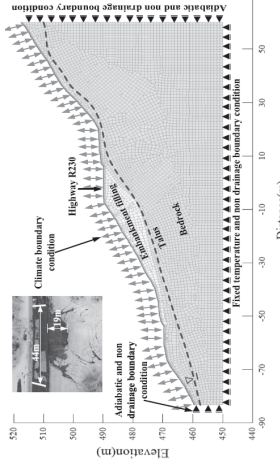 Elevation(m)
520
510
500
490
480
470
460
450
440
-90
-70
-50
-30
-10
10
30
50
44m
19m
Climate boundary
condition
Highway R230
Adiabatic and non
drainage boundary
condition
Embankment filling
Talus
Bedrock
Fixed temperature and non drainage boundary condition
Adiabatic and non drainage boundary condition